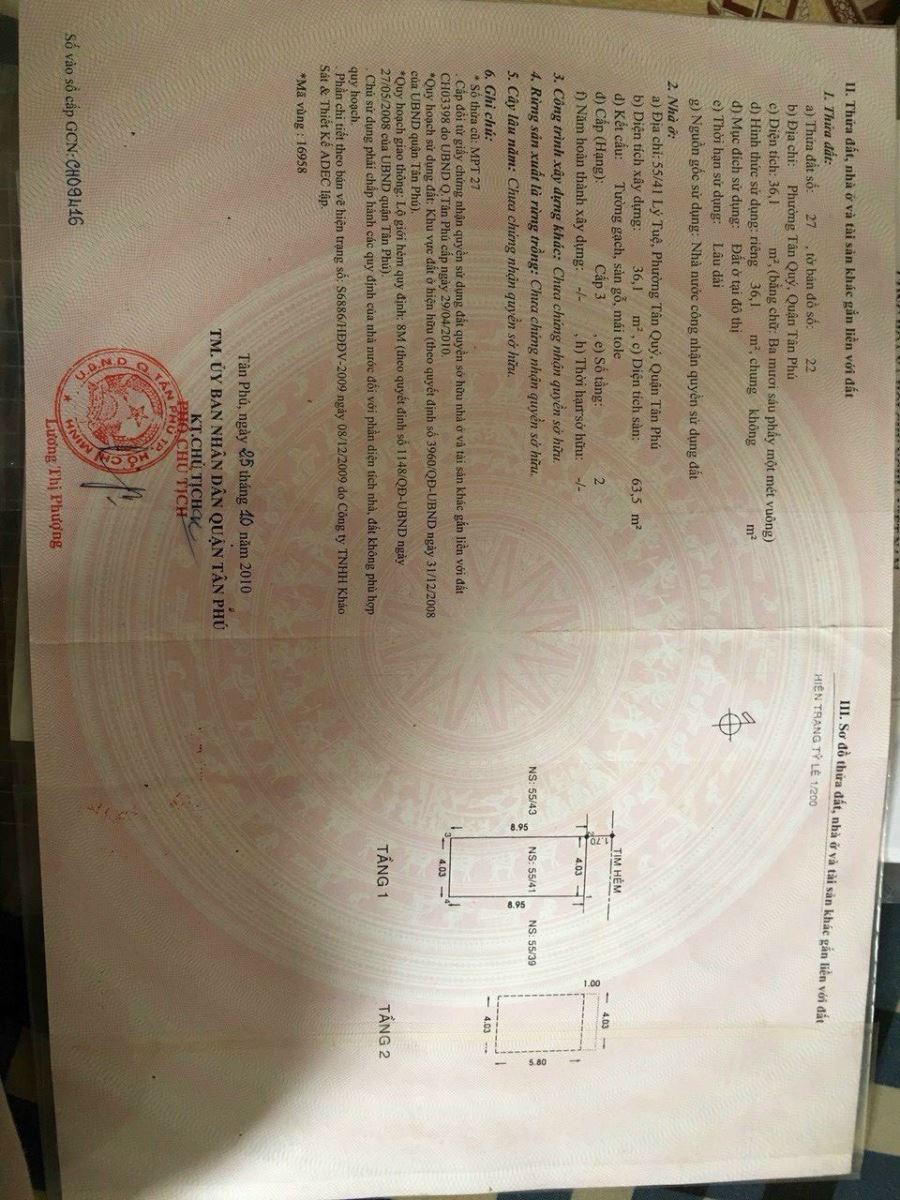 II. Thửa đất, nhà ở và tài sản khác gắn liền với đất
1. Thửa đất:
a) Thửa đất số: 27 , tờ bản đồ số: 22
b) Địa chỉ: Phường Tân Quý, Quận Tân Phú
c) Diện tích: 36,1 m², (bằng chữ: Ba mươi sáu phẩy một mét vuông)
d) Hình thức sử dụng: riêng 36,1 m², chung không m²
đ) Mục đích sử dụng: Đất ở tại đô thị
e) Thời hạn sử dụng: Lâu dài
g) Nguồn gốc sử dụng: Nhà nước công nhận quyền sử dụng đất
2. Nhà ở:
a) Địa chỉ: 55/41 Lý Tuệ, Phường Tân Quý, Quận Tân Phú
b) Diện tích xây dựng: 36,1 m² , c) Diện tích sàn: 63,5 m²
d) Kết cấu: Tường gạch, sàn gỗ, mái tole
đ) Cấp (Hạng): Cấp 3 , e) Số tầng: 2
f) Năm hoàn thành xây dựng: -/- , h) Thời hạn sở hữu: -/-
3. Công trình xây dựng khác: Chưa chứng nhận quyền sở hữu.
4. Rừng sản xuất là rừng trồng: Chưa chứng nhận quyền sở hữu.
5. Cây lâu năm: Chưa chứng nhận quyền sở hữu.
6. Ghi chú:
* Số thửa cũ: MPT 27
. Cấp đổi từ giấy chứng nhận quyền sử dụng đất quyền sở hữu nhà ở và tài sản khác gắn liền với đất
CH03398 do UBND Q.Tân Phú cấp ngày 29/04/2010.
*Quy hoạch sử dụng đất: Khu vực đất ở hiện hữu (theo quyết định số 3960/QĐ-UBND ngày 31/12/2008
của UBND quận Tân Phú).
*Quy hoạch giao thông: Lộ giới hẻm quy định: 8M (theo quyết định số 1148/QĐ-UBND ngày
27/05/2008 của UBND quận Tân Phú)
. Chủ sử dụng phải chấp hành các quy định của nhà nước đối với phần diện tích nhà, đất không phù hợp
quy hoạch.
. Phần chi tiết theo bản vẽ hiện trạng số: S6886/HĐĐV-2009 ngày 08/12/2009 do Công ty TNHH Khảo
Sát & Thiết Kế ADEC lập.
*Mã vùng : 16958
Tân Phú, ngày 25 tháng 10 năm 2010
TM. ỦY BAN NHÂN DÂN QUẬN TÂN PHÚ
KT.CHỦ TỊCH
PHÓ CHỦ TỊCH
U.B.N.D Q. TÂN PHÚ T.P. HỒ CHÍ MINH
Lương Thị Phượng
Số vào sổ cấp GCN: CH09416
III. Sơ đồ thửa đất, nhà ở và tài sản khác gắn liền với đất
HIỆN TRẠNG TỶ LỆ 1/200
TIM HẺM
1.70
2
1
4.03
NS: 55/43
8.95
NS: 55/41
8.95
NS: 55/39
3
4.03
4
TẦNG 1
4.03
1.00
5.80
4.03
TẦNG 2